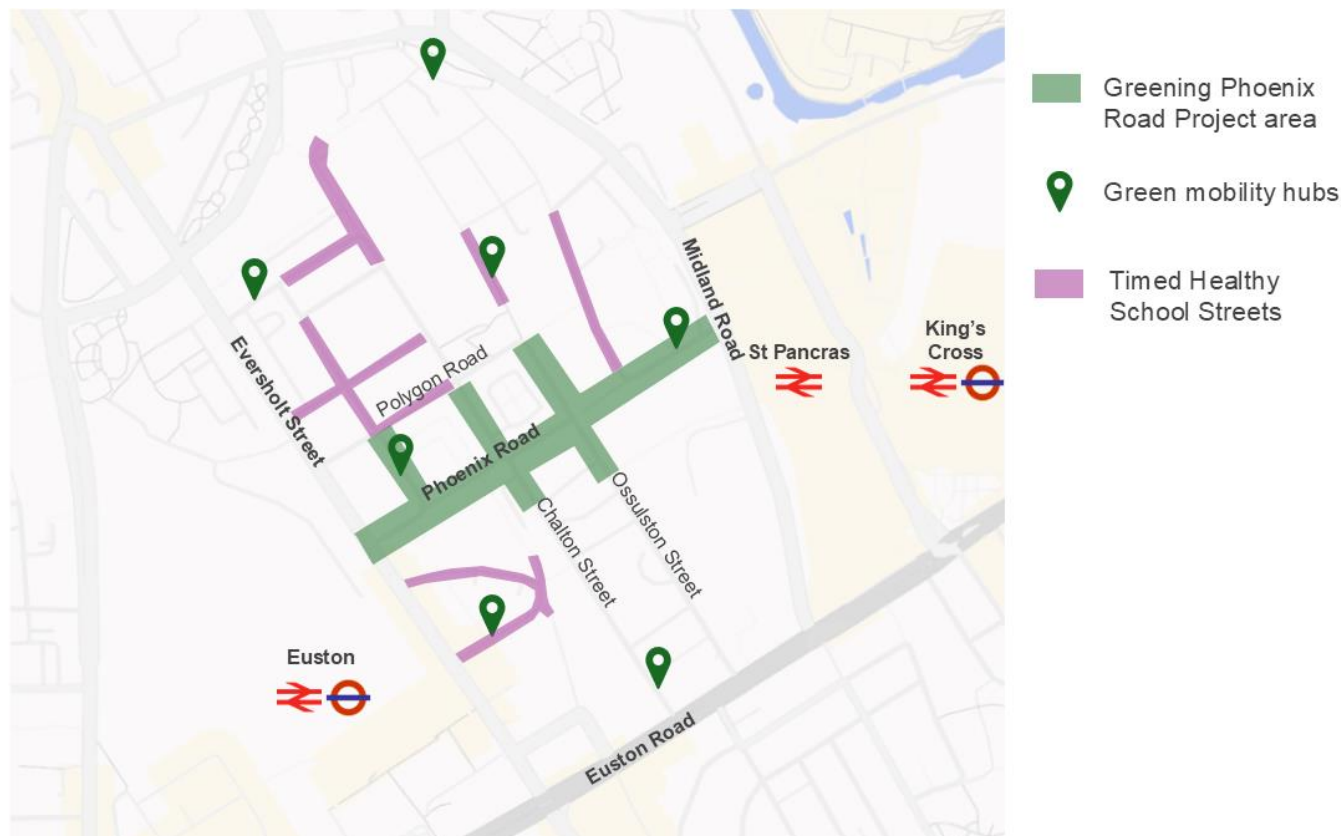 Greening Phoenix
Road Project area
Green mobility hubs
Timed Healthy
School Streets
Midland Road
King's
Cross
St Pancras
Eversholt Street
Polygon Road
Phoenix Road
Ossulston Street
Chalton Street
Euston
Euston Road